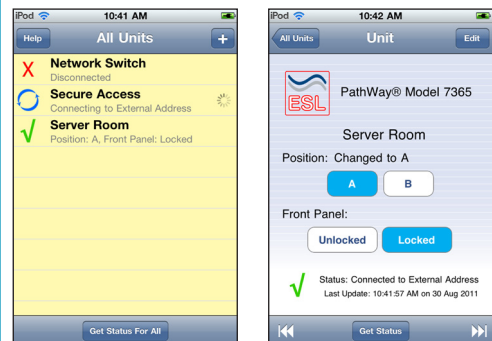 iPod 10:41 AM
Help All Units +
X Network Switch
Disconnected
Secure Access
Connecting to External Address
Server Room
Position: A, Front Panel: Locked
Get Status For All
iPod 10:42 AM
All Units Unit Edit
ESL PathWay® Model 7365
Server Room
Position: Changed to A
A B
Front Panel:
Unlocked Locked
Status: Connected to External Address
Last Update: 10:41:57 AM on 30 Aug 2011
Get Status